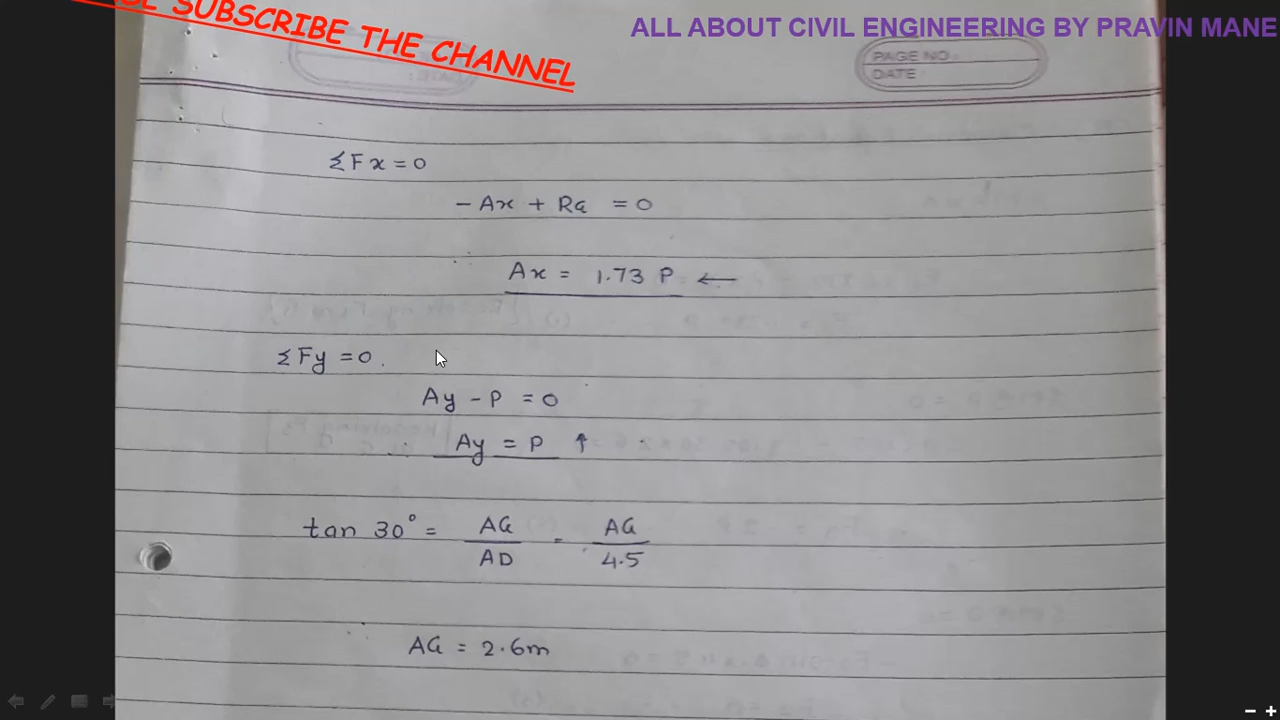 SUBSCRIBE THE CHANNEL
ALL ABOUT CIVIL ENGINEERING BY PRAVIN MANE
PAGE NO :
DATE :
ΣFx = 0
- Ax + RG = 0
Ax = 1.73 P ←
ΣFy = 0.
Ay - P = 0
∴ Ay = P ↑
tan 30° = AG / AD = AG / 4.5
AG = 2.6m